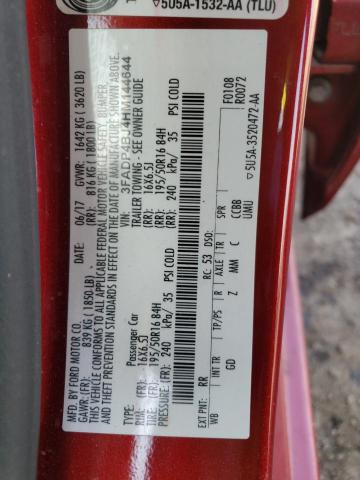 5U5A-1532-AA (TLU)
MFD. BY FORD MOTOR CO.
06/17 GVWR: 1642 KG ( 3620 LB)
GAWR: (FR): 839 KG (1850 LB) (RR): 816 KG (1800 LB)
THIS VEHICLE CONFORMS TO ALL APPLICABLE
FEDERAL MOTOR VEHICLE SAFETY, BUMPER,
AND THEFT PREVENTION STANDARDS IN EFFECT
ON THE DATE OF MANUFACTURE SHOWN ABOVE.
VIN:
TYPE: Passenger Car TRAILER TOWING - SEE OWNER GUIDE
RIM: (FR): 16X6.5J (RR): 16X6.5J
TIRE: (FR): 195/50R16 84H (RR): 195/50R16 84H
PRESSURE: (FR): 240 kPa/ 35 PSI COLD (RR): 240 kPa/ 35 PSI COLD
F0108
R0072
EXT PNT: RR RC: 53 DSO:
WB INT TR TP/PS R AXLE TR SPR
GD Z MM C CCBB
UMU
5U5A-3520472-AA